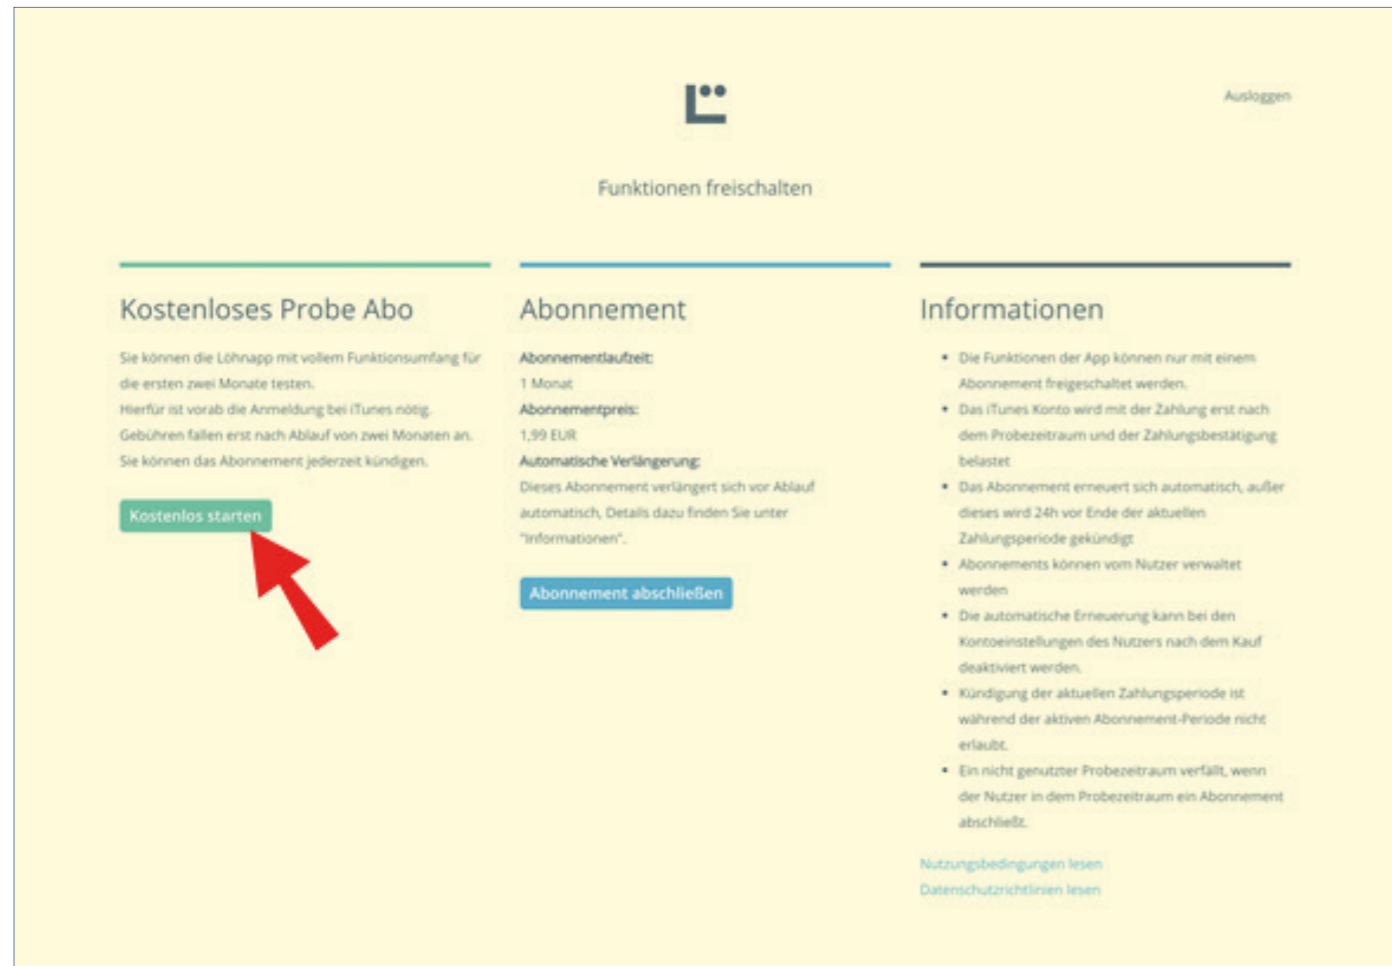 Ausloggen
Funktionen freischalten
Kostenloses Probe Abo
Sie können die Löhnapp mit vollem Funktionsumfang für
die ersten zwei Monate testen.
Hierfür ist vorab die Anmeldung bei iTunes nötig.
Gebühren fallen erst nach Ablauf von zwei Monaten an.
Sie können das Abonnement jederzeit kündigen.
Kostenlos starten
Abonnement
Abonnementlaufzeit:
1 Monat
Abonnementpreis:
1,99 EUR
Automatische Verlängerung:
Dieses Abonnement verlängert sich vor Ablauf
automatisch, Details dazu finden Sie unter
"Informationen".
Abonnement abschließen
Informationen
• Die Funktionen der App können nur mit einem
Abonnement freigeschaltet werden.
• Das iTunes Konto wird mit der Zahlung erst nach
dem Probezeitraum und der Zahlungsbestätigung
belastet
• Das Abonnement erneuert sich automatisch, außer
dieses wird 24h vor Ende der aktuellen
Zahlungsperiode gekündigt
• Abonnements können vom Nutzer verwaltet
werden
• Die automatische Erneuerung kann bei den
Kontoeinstellungen des Nutzers nach dem Kauf
deaktiviert werden.
• Kündigung der aktuellen Zahlungsperiode ist
während der aktiven Abonnement-Periode nicht
erlaubt.
• Ein nicht genutzter Probezeitraum verfällt, wenn
der Nutzer in dem Probezeitraum ein Abonnement
abschließt.
Nutzungsbedingungen lesen
Datenschutzrichtlinien lesen